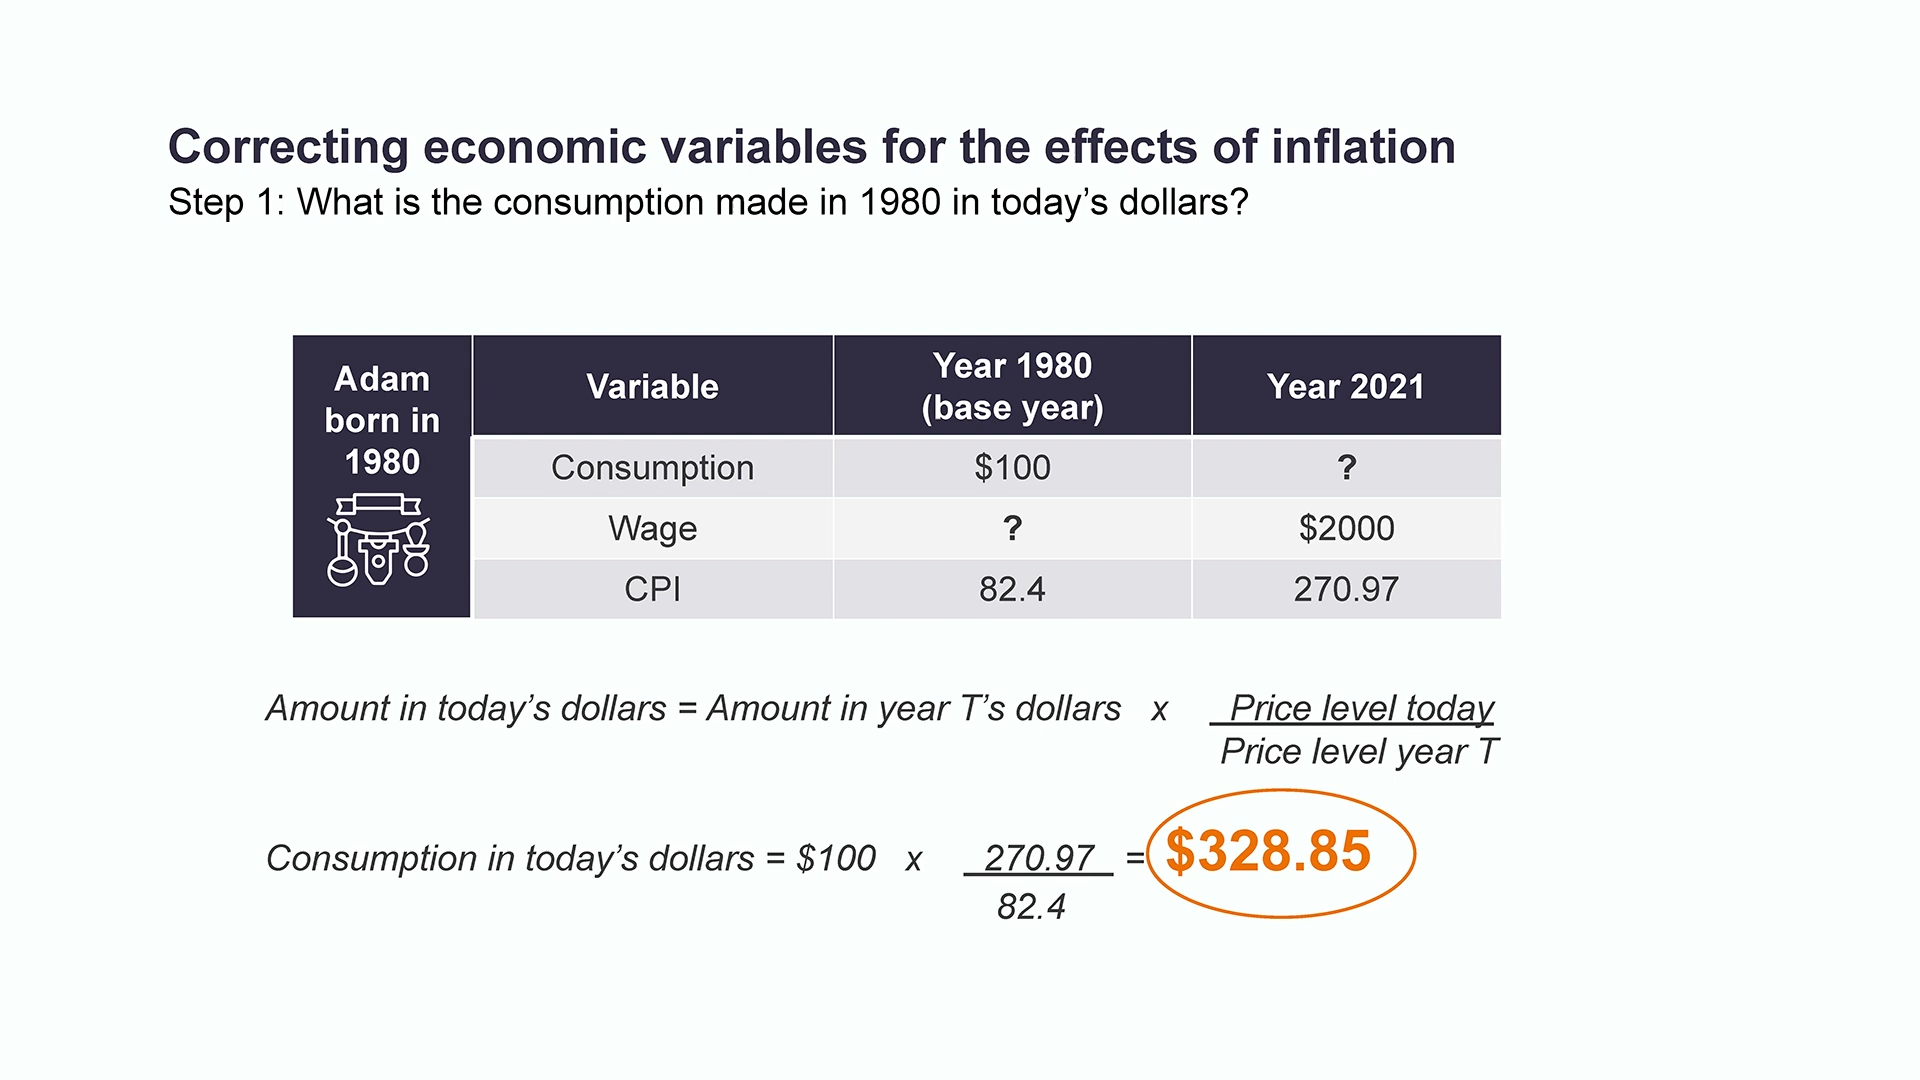 Correcting economic variables for the effects of inflation
Step 1: What is the consumption made in 1980 in today’s dollars?
Adam
born in
1980
Variable
Year 1980
(base year)
Year 2021
Consumption
$100
?
Wage
?
$2000
CPI
82.4
270.97
Amount in today’s dollars = Amount in year T’s dollars x Price level today
Price level year T
Consumption in today’s dollars = $100 x 270.97 = $328.85
82.4